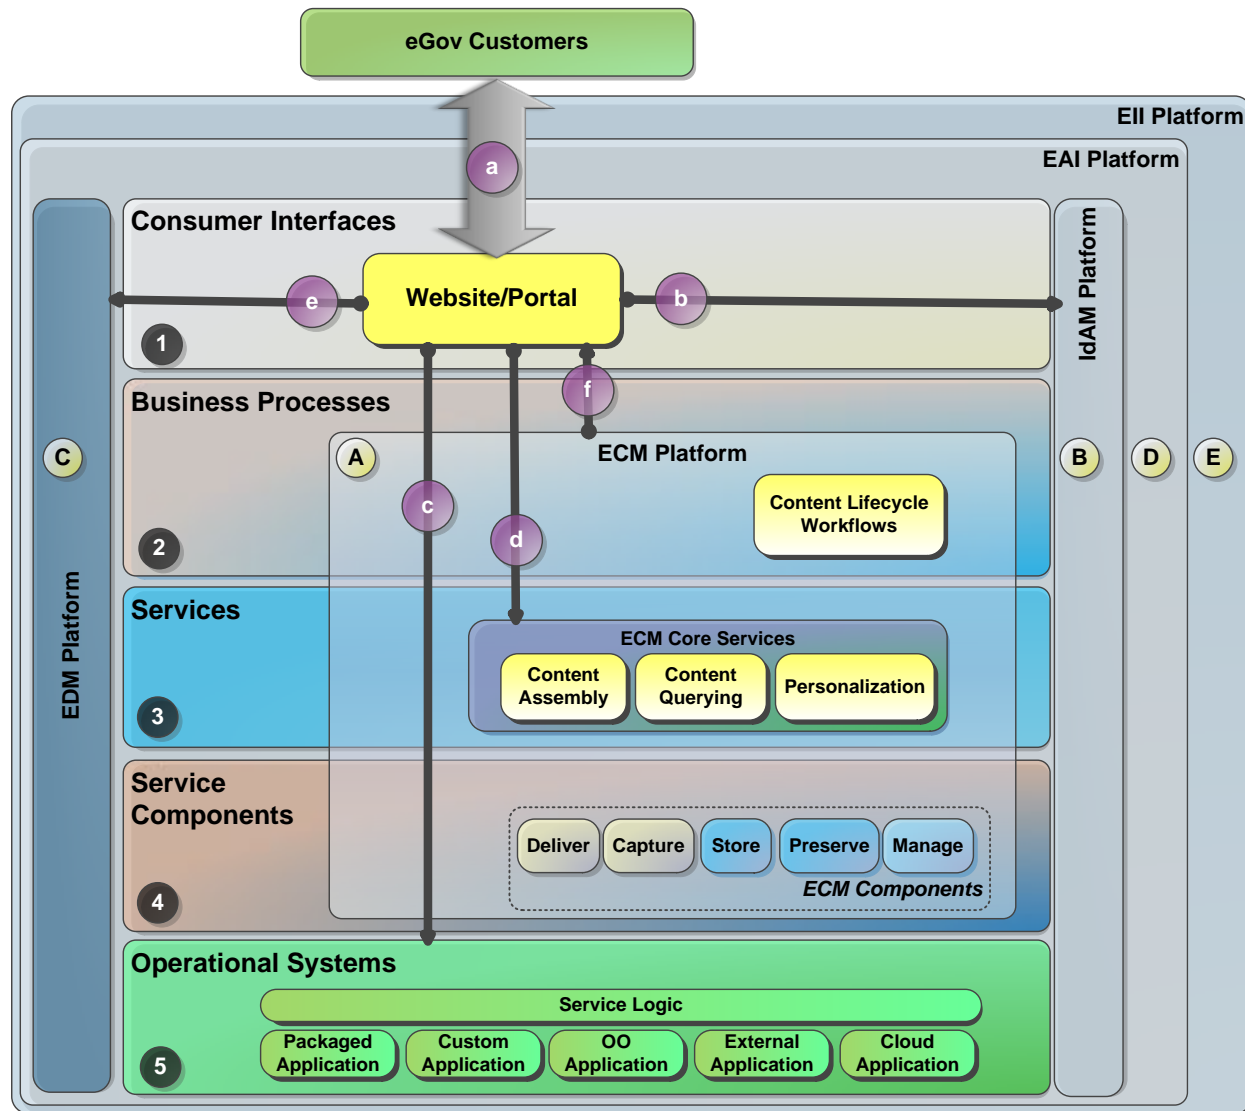 eGov Customers
EII Platform
EAI Platform
a
Consumer Interfaces
Website/Portal
e
b
1
IdAM Platform
f
Business Processes
ECM Platform
A
B
C
D
E
c
d
Content Lifecycle
Workflows
2
EDM Platform
Services
ECM Core Services
Content
Assembly
Content
Querying
Personalization
3
Service
Components
Deliver
Capture
Store
Preserve
Manage
ECM Components
4
Operational Systems
Service Logic
Packaged
Application
Custom
Application
OO
Application
External
Application
Cloud
Application
5